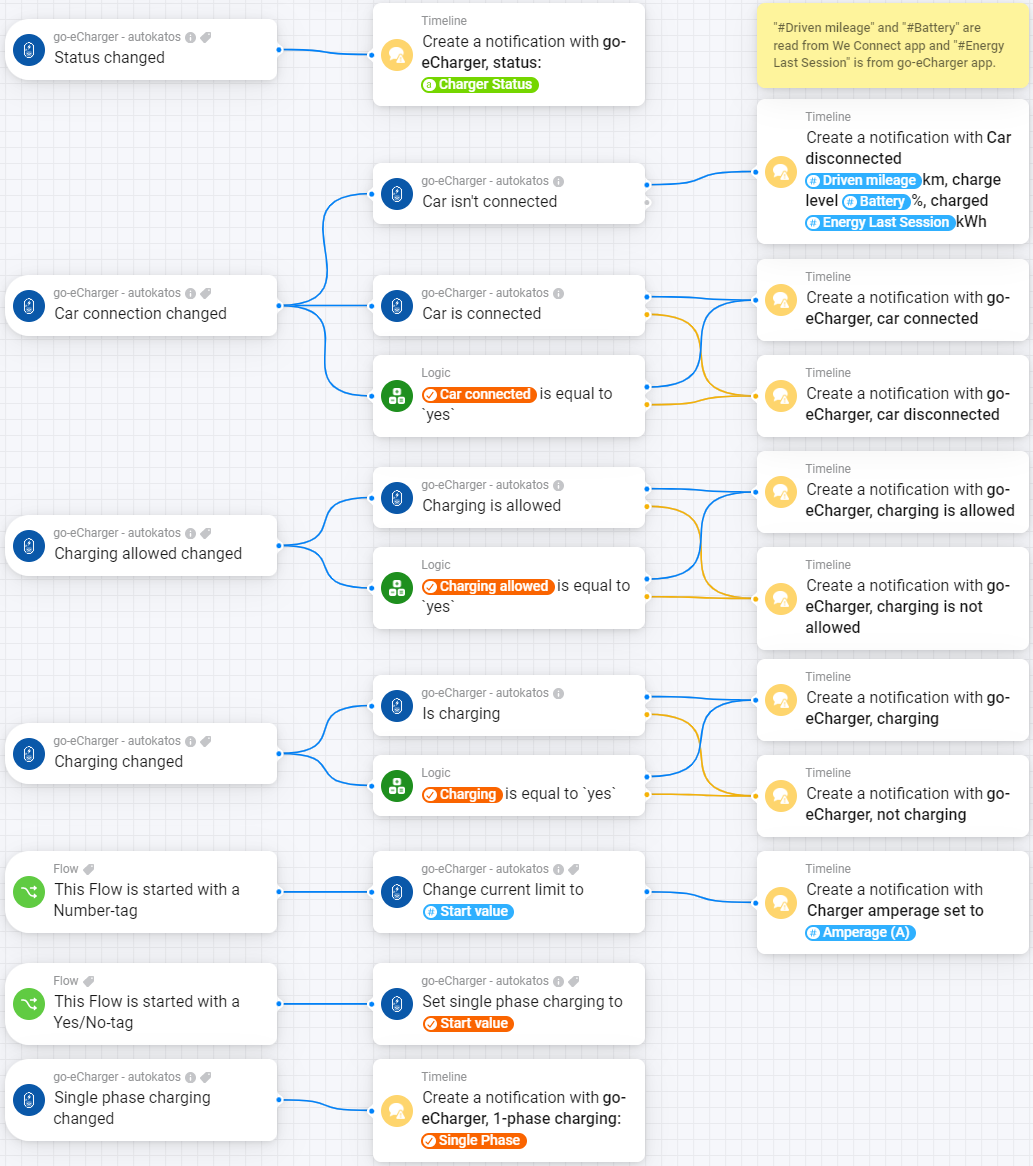 go-eCharger - autokatos
Status changed
Timeline
Create a notification with go-
eCharger, status:
Charger Status
"#Driven mileage" and "#Battery" are
read from We Connect app and "#Energy
Last Session" is from go-eCharger app.
go-eCharger - autokatos
Car connection changed
go-eCharger - autokatos
Car isn't connected
Timeline
Create a notification with Car
disconnected
# Driven mileage km, charge
level # Battery %, charged
# Energy Last Session kWh
go-eCharger - autokatos
Car is connected
Timeline
Create a notification with go-
eCharger, car connected
Logic
Car connected is equal to
`yes`
Timeline
Create a notification with go-
eCharger, car disconnected
go-eCharger - autokatos
Charging allowed changed
go-eCharger - autokatos
Charging is allowed
Timeline
Create a notification with go-
eCharger, charging is allowed
Logic
Charging allowed is equal to
`yes`
Timeline
Create a notification with go-
eCharger, charging is not
allowed
go-eCharger - autokatos
Charging changed
go-eCharger - autokatos
Is charging
Timeline
Create a notification with go-
eCharger, charging
Logic
Charging is equal to `yes`
Timeline
Create a notification with go-
eCharger, not charging
Flow
This Flow is started with a
Number-tag
go-eCharger - autokatos
Change current limit to
# Start value
Timeline
Create a notification with
Charger amperage set to
# Amperage (A)
Flow
This Flow is started with a
Yes/No-tag
go-eCharger - autokatos
Set single phase charging to
Start value
go-eCharger - autokatos
Single phase charging
changed
Timeline
Create a notification with go-
eCharger, 1-phase charging:
Single Phase